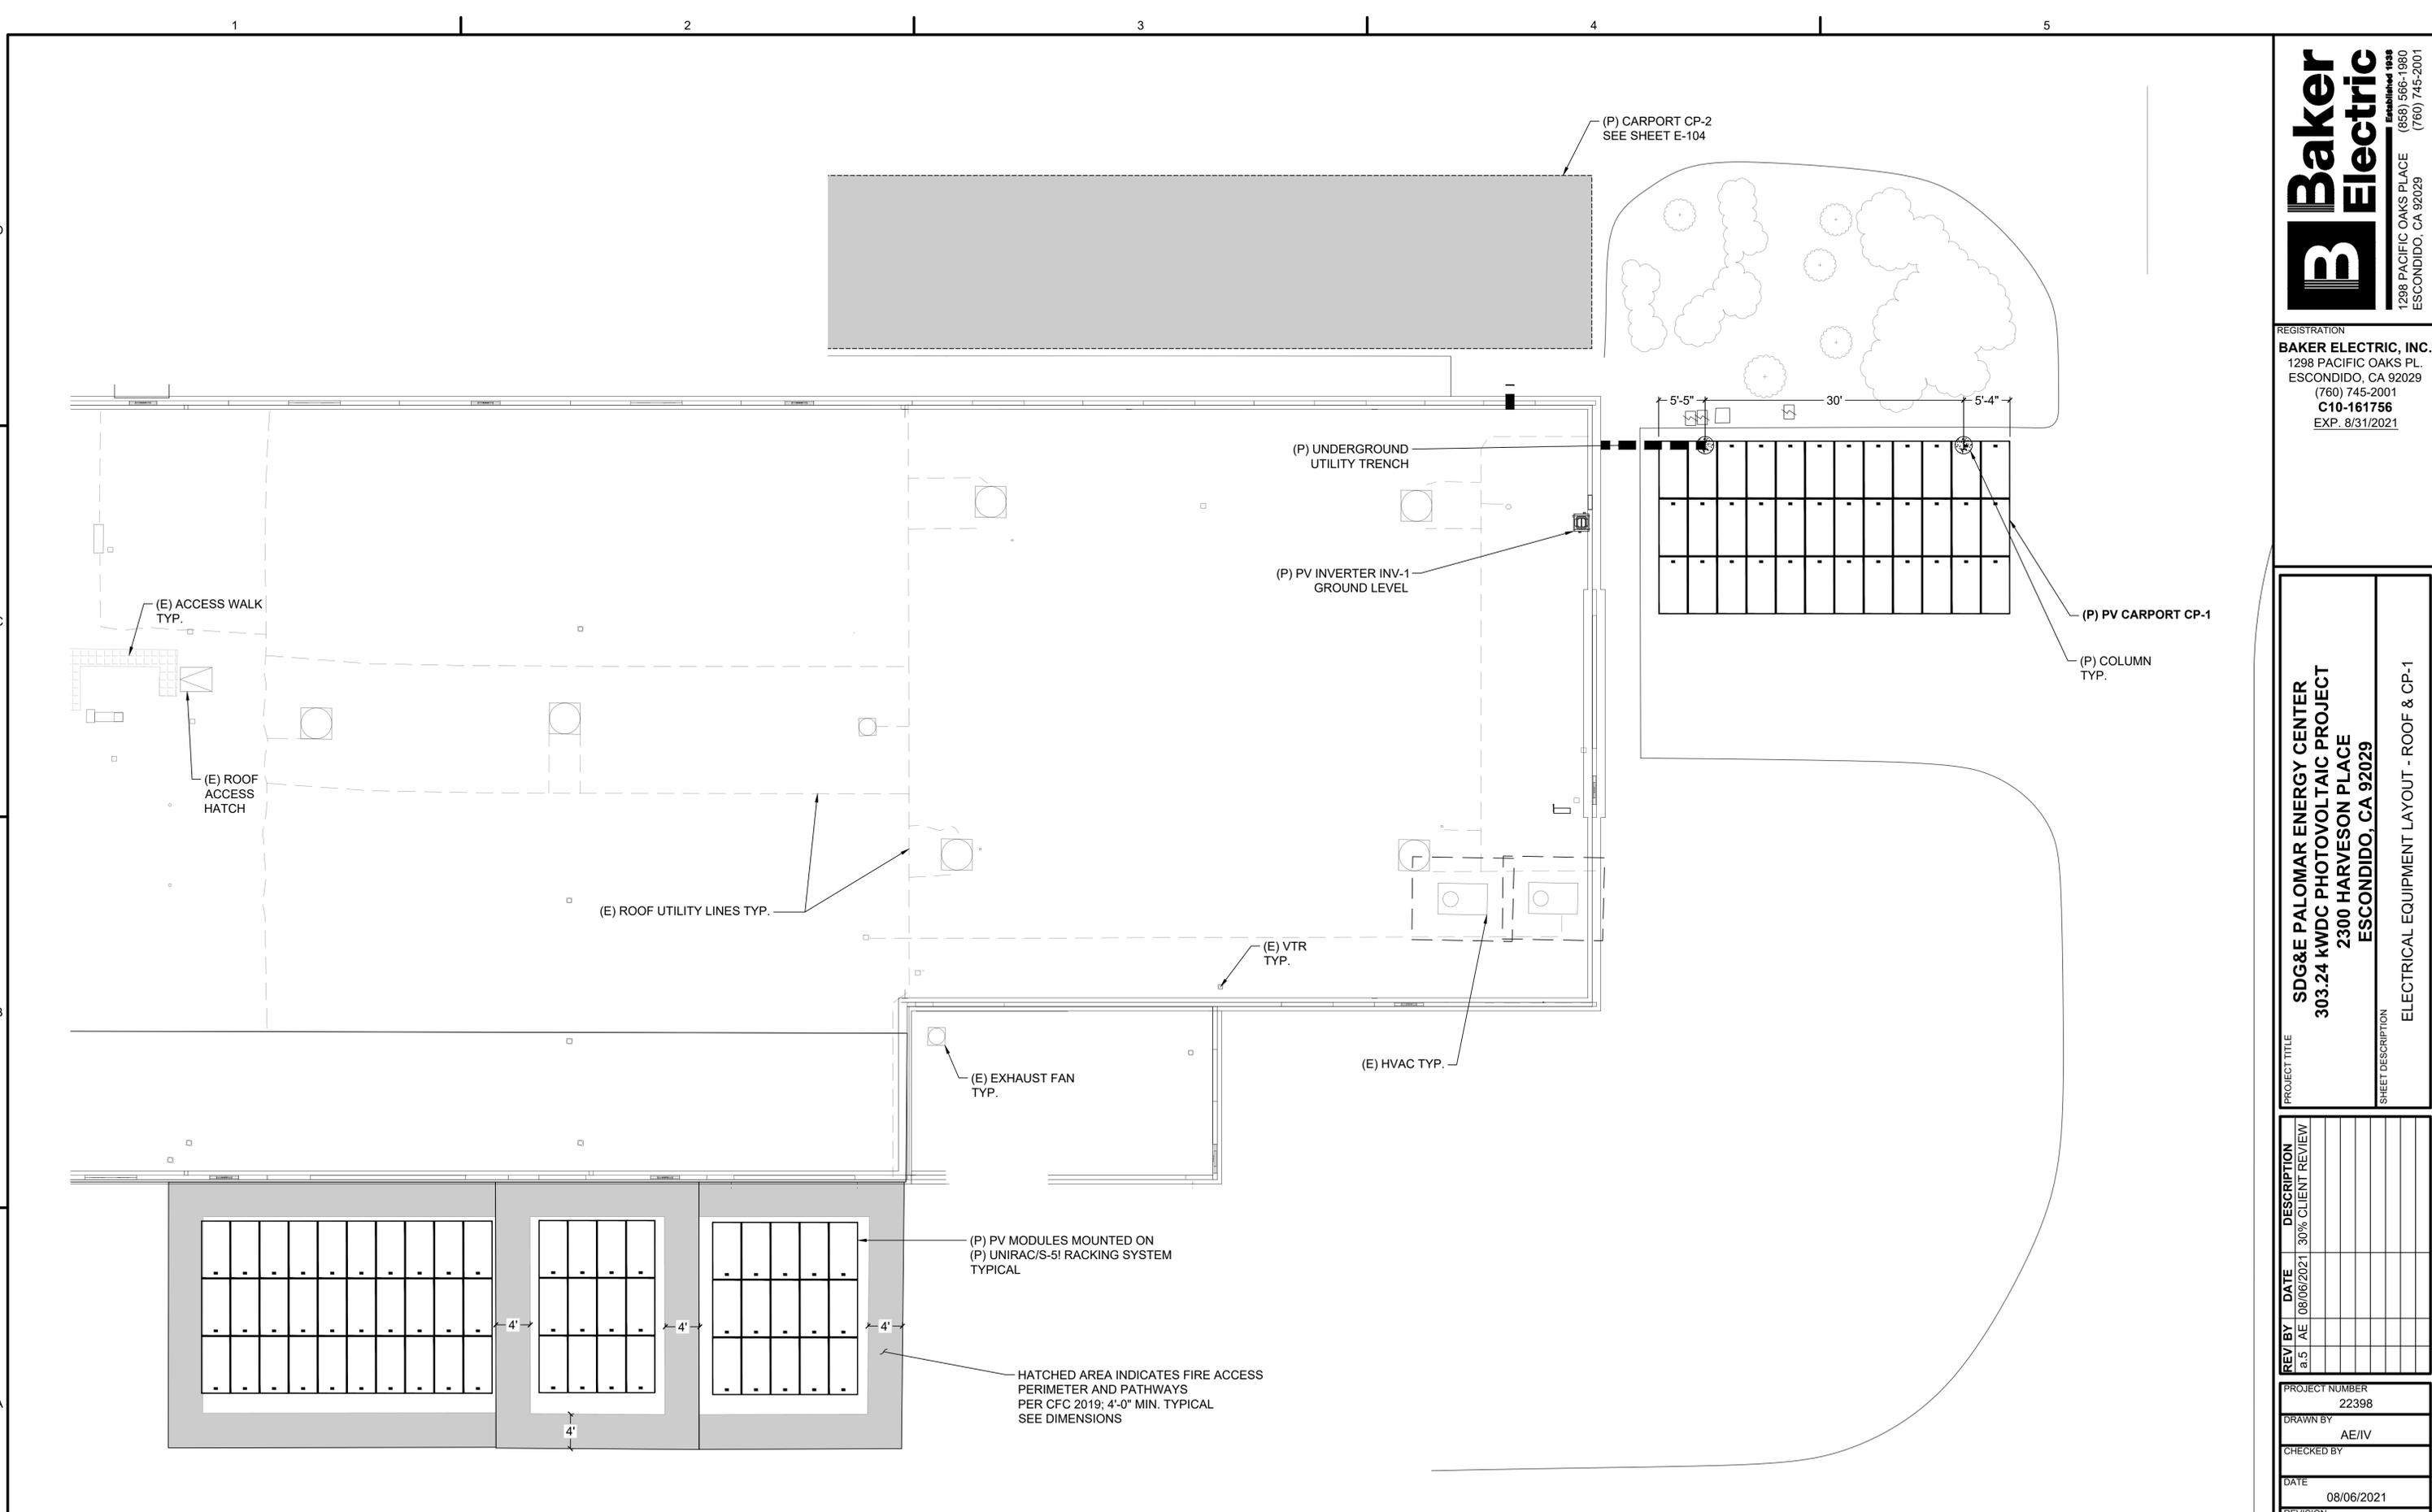 1
2
3
4
5
(P) CARPORT CP-2
SEE SHEET E-104
5'-5"
30'
5'-4"
(P) UNDERGROUND
UTILITY TRENCH
(P) PV INVERTER INV-1
GROUND LEVEL
(E) ACCESS WALK
TYP.
(P) PV CARPORT CP-1
(P) COLUMN
TYP.
(E) ROOF
ACCESS
HATCH
(E) ROOF UTILITY LINES TYP.
(E) VTR
TYP.
(E) HVAC TYP.
(E) EXHAUST FAN
TYP.
(P) PV MODULES MOUNTED ON
(P) UNIRAC/S-5! RACKING SYSTEM
TYPICAL
4'
4'
4'
4'
HATCHED AREA INDICATES FIRE ACCESS
PERIMETER AND PATHWAYS
PER CFC 2019; 4'-0" MIN. TYPICAL
SEE DIMENSIONS
B
Baker
Electric
Established 1938
1298 PACIFIC OAKS PLACE (858) 566-1980
ESCONDIDO, CA 92029 (760) 745-2001
REGISTRATION
BAKER ELECTRIC, INC.
1298 PACIFIC OAKS PL.
ESCONDIDO, CA 92029
(760) 745-2001
C10-161756
EXP. 8/31/2021
PROJECT TITLE
SDG&E PALOMAR ENERGY CENTER
303.24 kWDC PHOTOVOLTAIC PROJECT
2300 HARVESON PLACE
ESCONDIDO, CA 92029
SHEET DESCRIPTION
ELECTRICAL EQUIPMENT LAYOUT - ROOF & CP-1
REV BY DATE DESCRIPTION
a.5 AE 08/06/2021 30% CLIENT REVIEW
PROJECT NUMBER
22398
DRAWN BY
AE/IV
CHECKED BY
DATE
08/06/2021